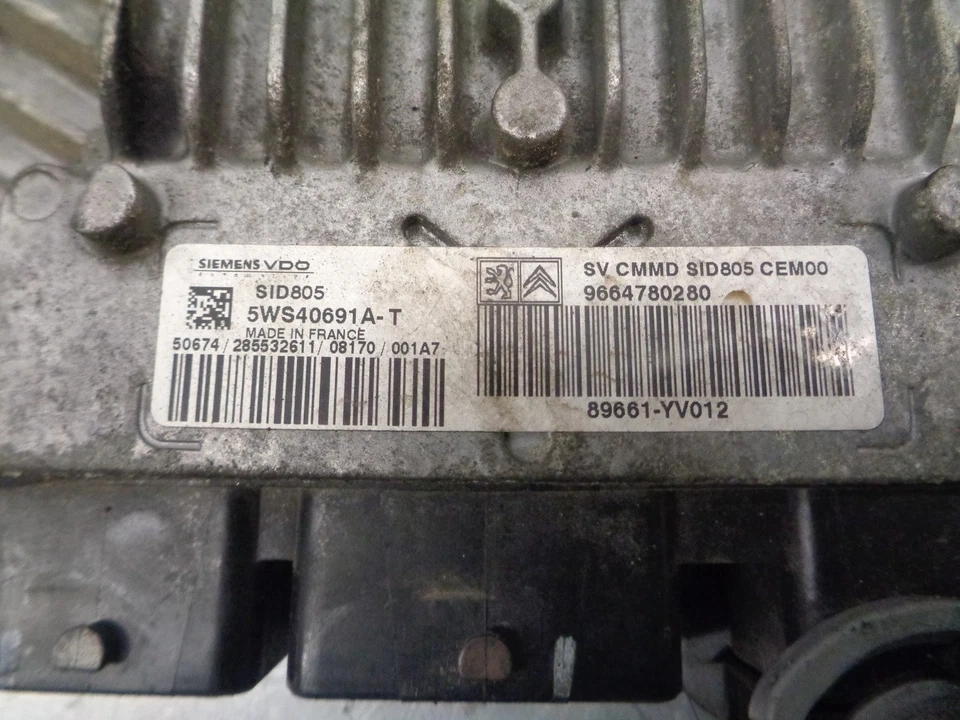 SIEMENS VDO
SID805
5WS40691A-T
MADE IN FRANCE
50674/285532611/08170/001A7
SV CMMD SID805 CEM00
9664780280
89661-YV012